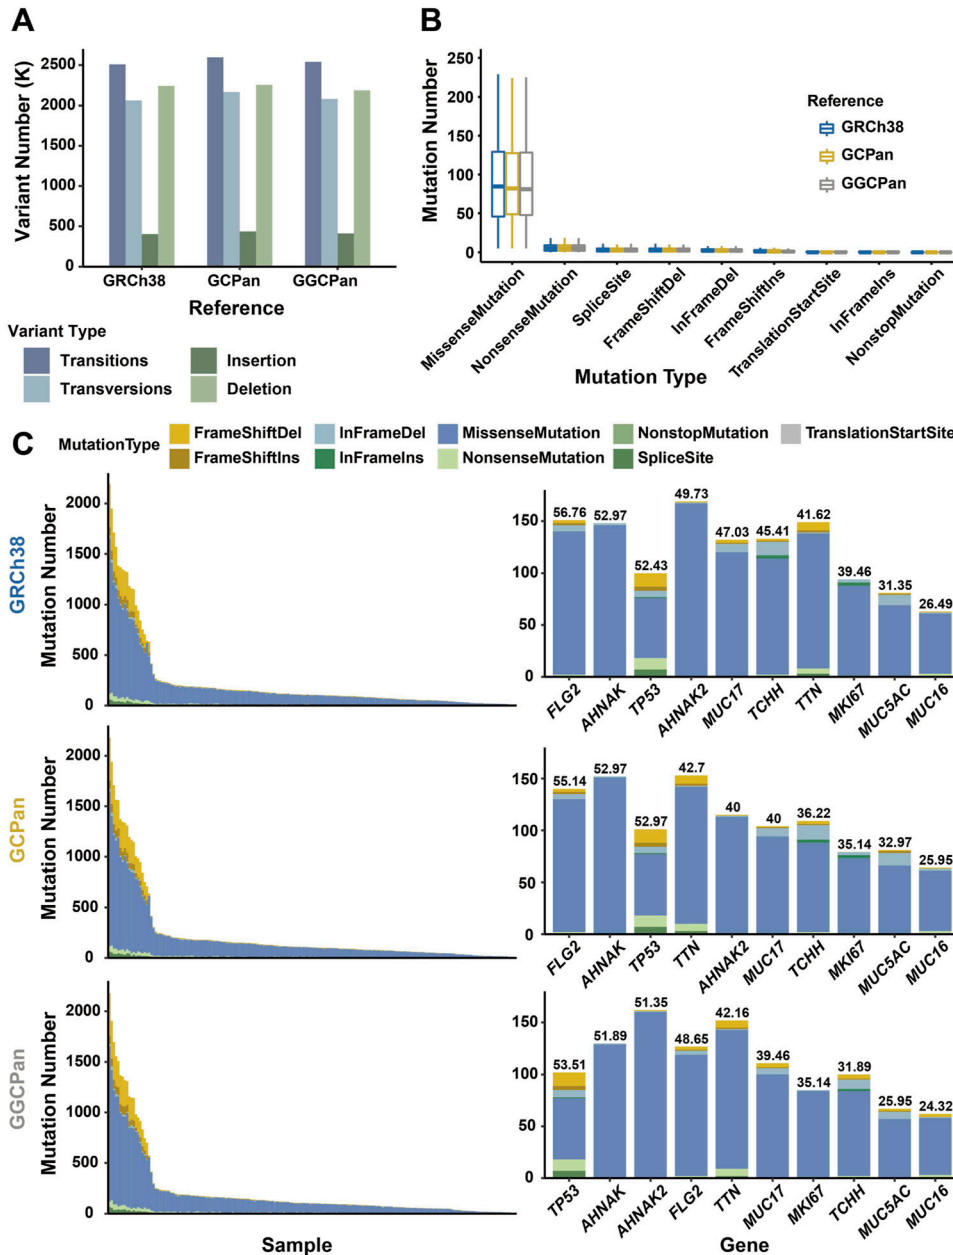 A
Variant Number (K)
2500
2000
1500
1000
500
0
GRCh38 GCPan GGCPan
Reference
Variant Type
Transitions Insertion
Transversions Deletion
B
Mutation Number
250
200
150
100
50
0
Reference
GRCh38
GCPan
GGCPan
MissenseMutation
NonsenseMutation
SpliceSite
FrameShiftDel
InFrameDel
FrameShiftIns
TranslationStartSite
InFrameIns
NonstopMutation
Mutation Type
C
MutationType FrameShiftDel InFrameDel MissenseMutation NonstopMutation TranslationStartSite
FrameShiftIns InFrameIns NonsenseMutation SpliceSite
GRCh38
Mutation Number
2000
1500
1000
500
0
150
100
50
0
56.76 52.97 52.43 49.73 47.03 45.41 41.62 39.46 31.35 26.49
FLG2 AHNAK TP53 AHNAK2 MUC17 TCHH TTN MKI67 MUC5AC MUC16
GCPan
Mutation Number
2000
1500
1000
500
0
150
100
50
0
55.14 52.97 52.97 42.7 40 40 36.22 35.14 32.97 25.95
FLG2 AHNAK TP53 TTN AHNAK2 MUC17 TCHH MKI67 MUC5AC MUC16
GGCPan
Mutation Number
2000
1500
1000
500
0
150
100
50
0
53.51 51.89 51.35 48.65 42.16 39.46 35.14 31.89 25.95 24.32
TP53 AHNAK AHNAK2 FLG2 TTN MUC17 MKI67 TCHH MUC5AC MUC16
Sample Gene